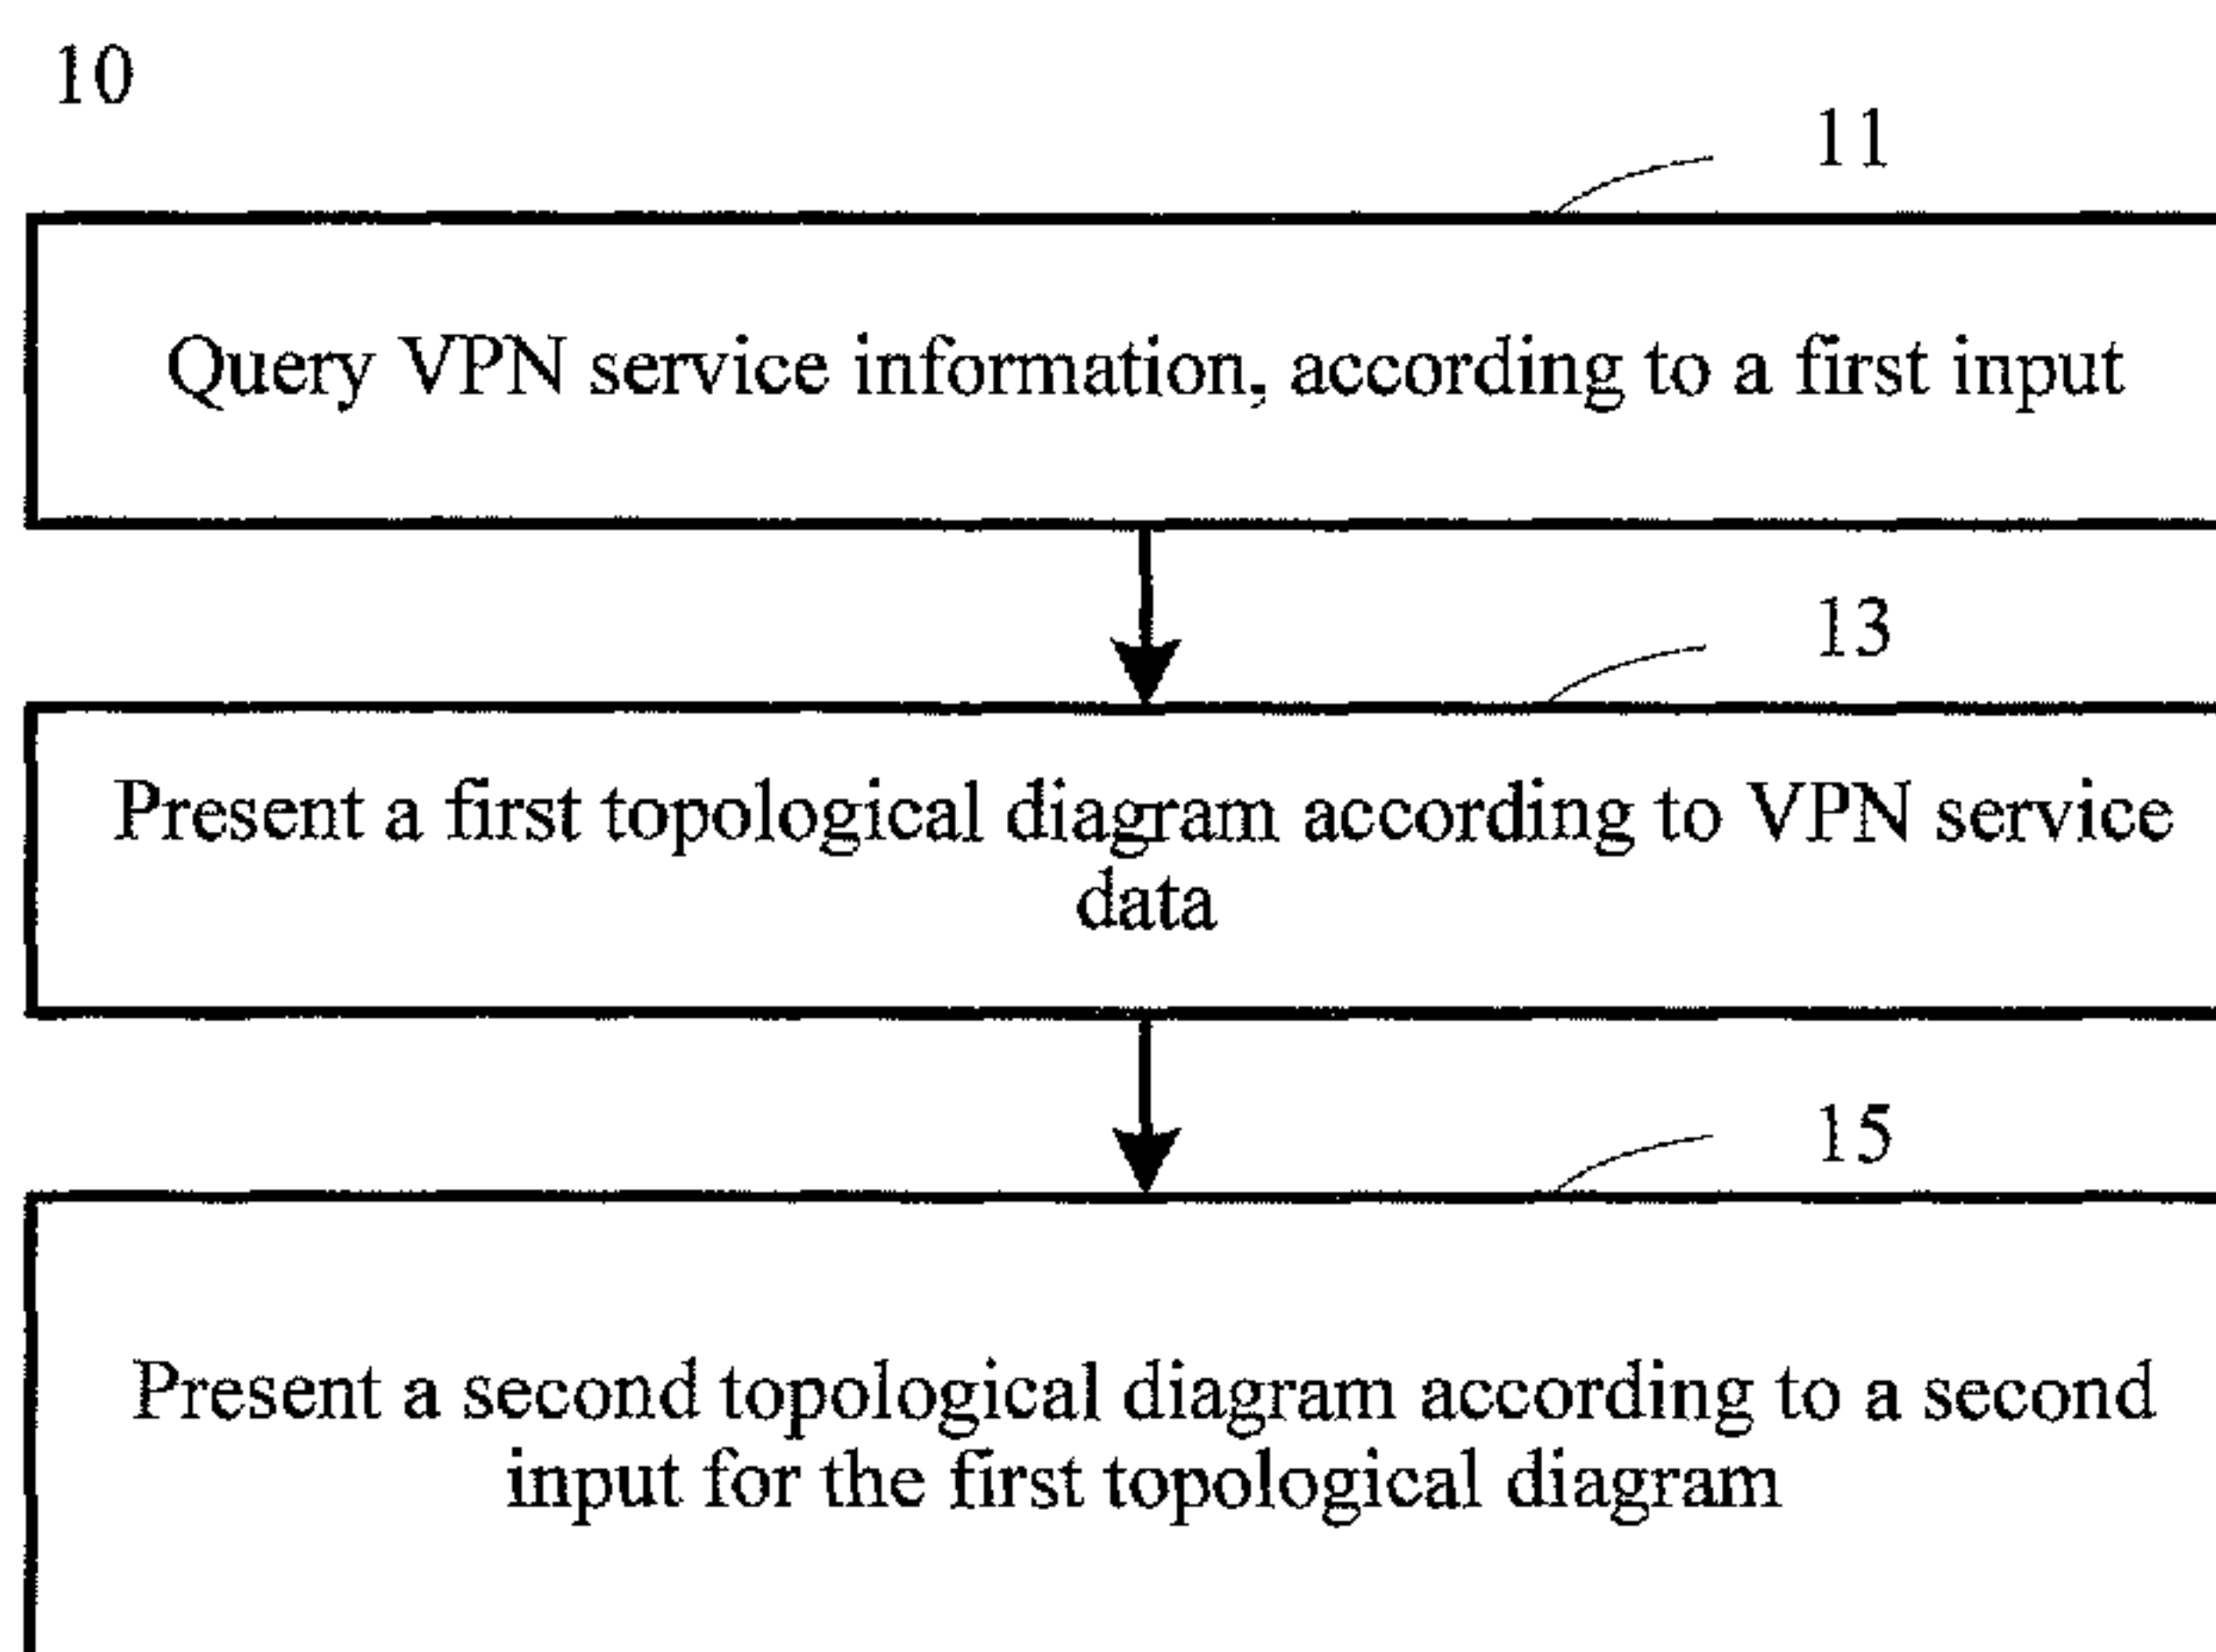 10
11
Query VPN service information, according to a first input
13
Present a first topological diagram according to VPN service
data
15
Present a second topological diagram according to a second
input for the first topological diagram